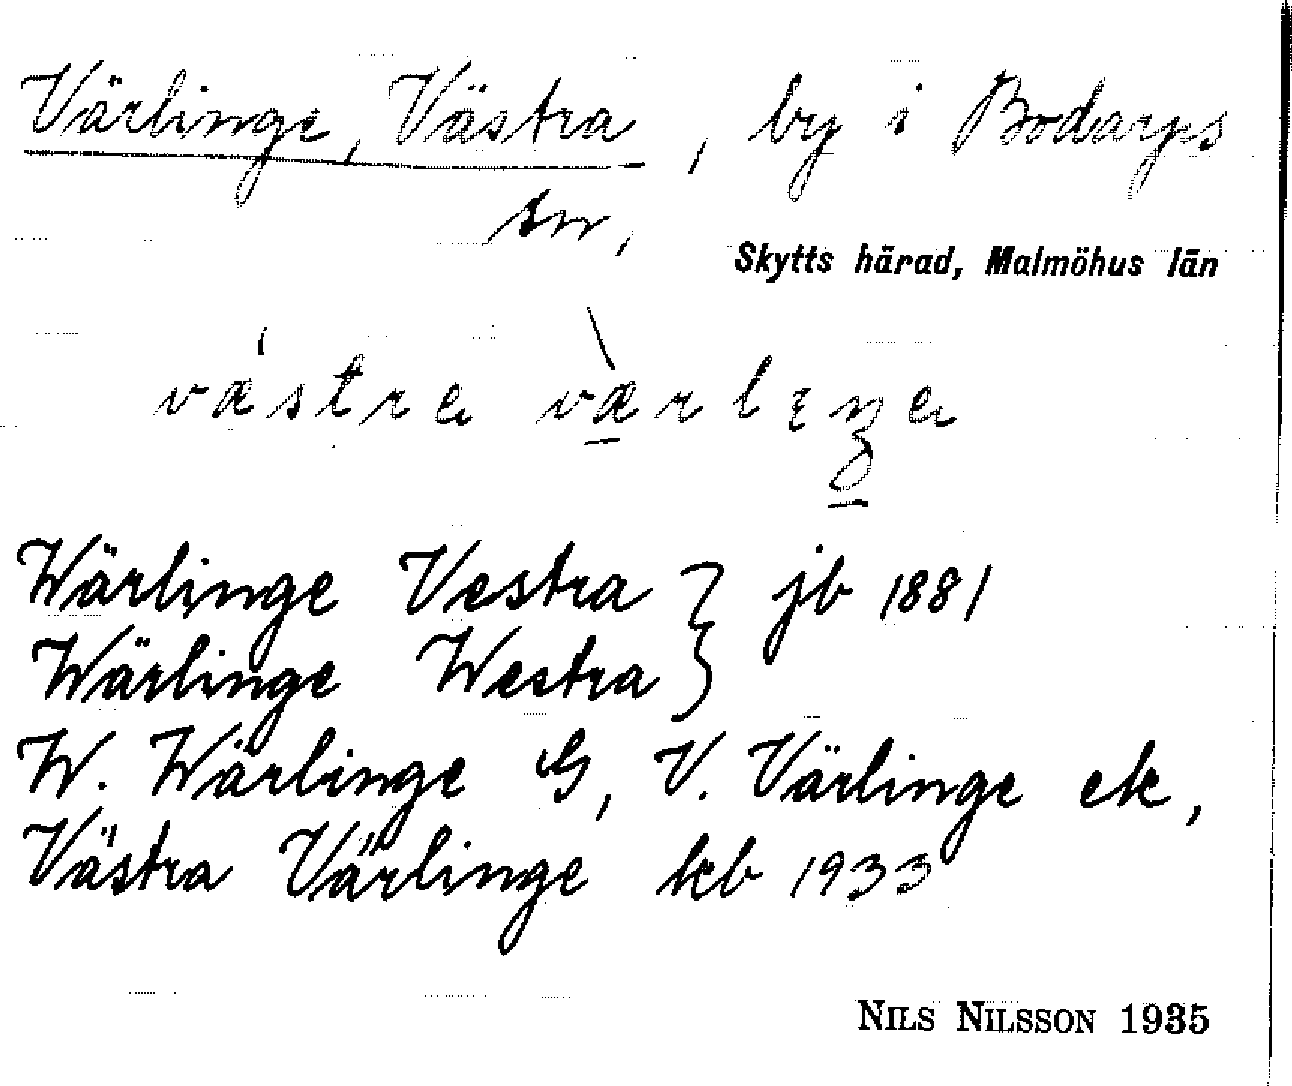 Värlinge, Västra, by i Bodarps
sn,
Skytts härad, Malmöhus län
västra værlıŋa
Wärlinge Vestra } jb 1881
Wärlinge Westra
W. Wärlinge G, V. Värlinge ek,
Västra Värlinge kb 1933
NILS NILSSON 1935